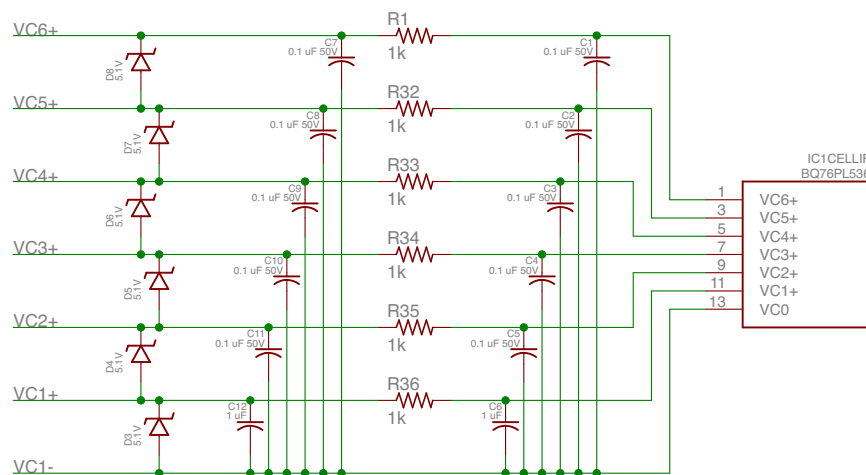 VC6+
R1
1k
C7
0.1 uF 50V
C1
0.1 uF 50V
D8
5.1V
VC5+
R32
1k
C8
0.1 uF 50V
C2
0.1 uF 50V
D7
5.1V
VC4+
R33
1k
C9
0.1 uF 50V
C3
0.1 uF 50V
D6
5.1V
VC3+
R34
1k
C10
0.1 uF 50V
C4
0.1 uF 50V
D5
5.1V
VC2+
R35
1k
C11
0.1 uF 50V
C5
0.1 uF 50V
D4
5.1V
VC1+
R36
1k
C12
1 uF
C6
1 uF
D3
5.1V
VC1-
IC1CELLIF
BQ76PL536
1 VC6+
3 VC5+
5 VC4+
7 VC3+
9 VC2+
11 VC1+
13 VC0